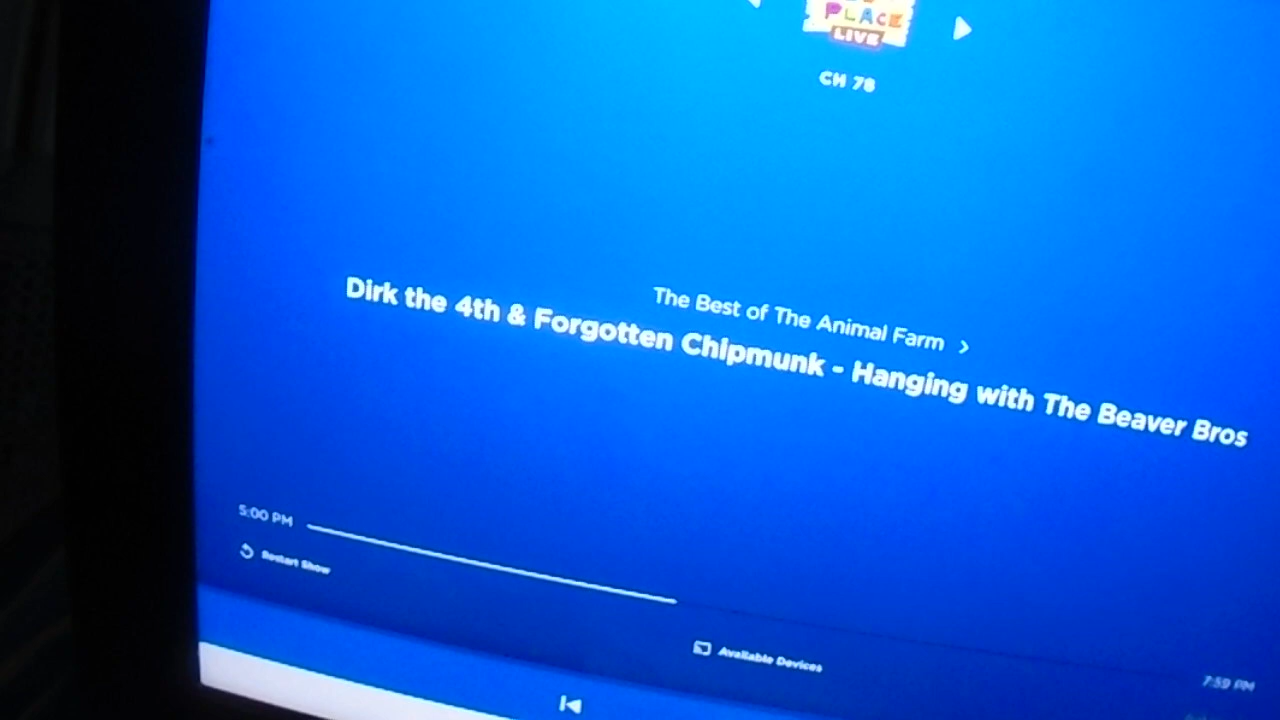 PLACE
LIVE
CH 78
The Best of The Animal Farm
Dirk the 4th & Forgotten Chipmunk - Hanging with The Beaver Bros
5:00 PM
Restart Show
Available Devices
7:59 PM